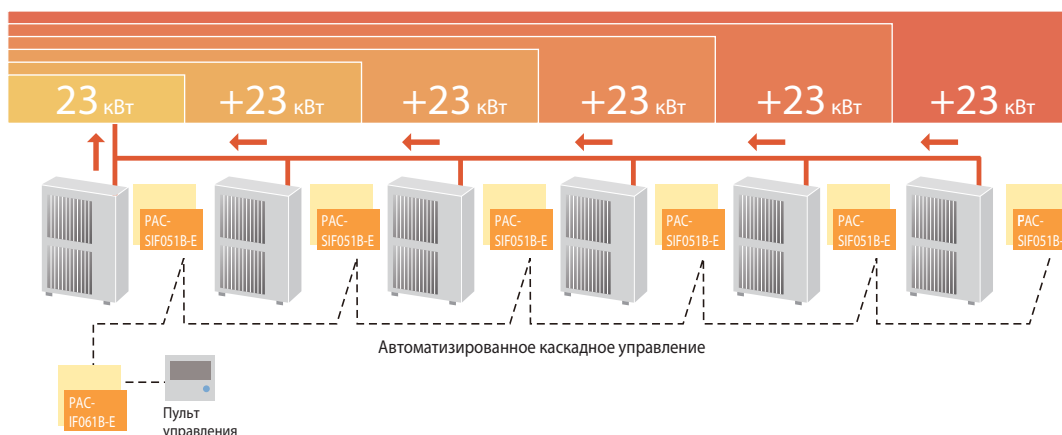 23 кВт
+23 кВт
+23 кВт
+23 кВт
+23 кВт
+23 кВт
PAC-
SIF051B-E
PAC-
SIF051B-E
PAC-
SIF051B-E
PAC-
SIF051B-E
PAC-
SIF051B-E
PAC-
SIF051B-
Автоматизированное каскадное управление
PAC-
IF061B-E
Пульт
управления